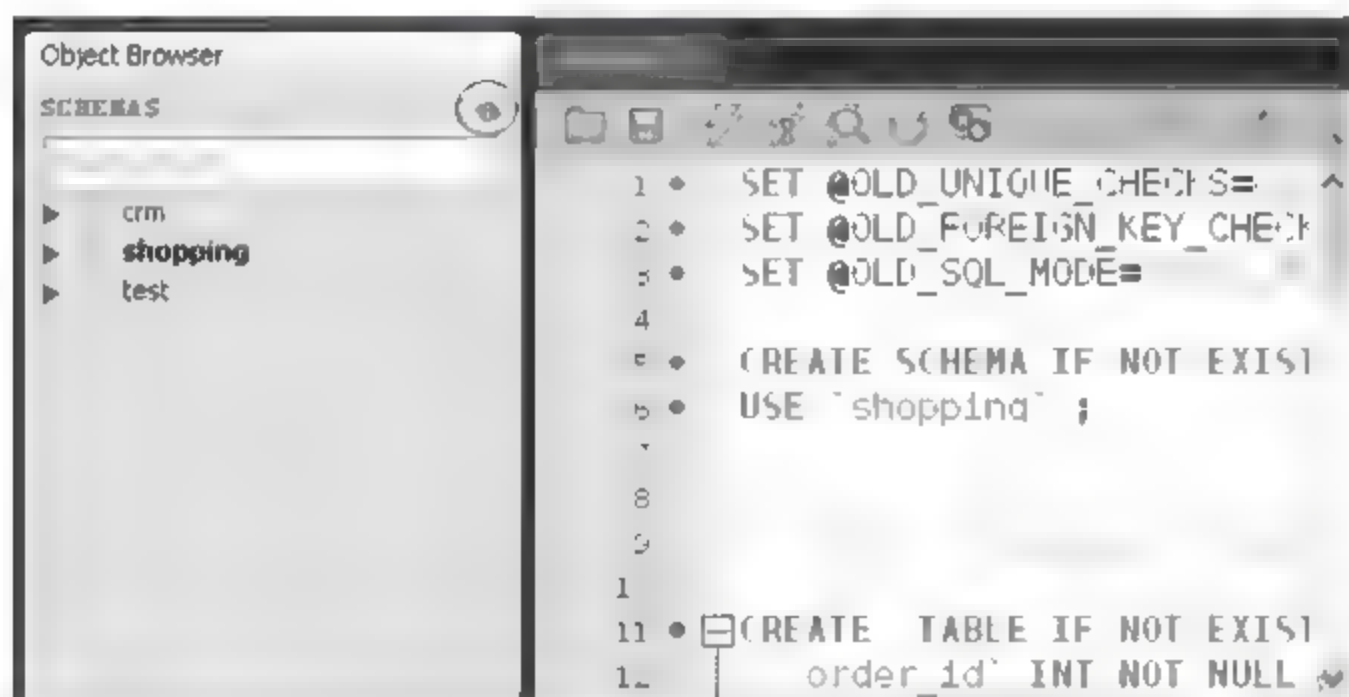 Object Browser
SCHEMAS
crm
shopping
test
1 SET @OLD_UNIQUE_CHECKS=
2 SET @OLD_FOREIGN_KEY_CHECK
3 SET @OLD_SQL_MODE=
4
5 CREATE SCHEMA IF NOT EXIST
6 USE `shopping` ;
8
9
1
11 CREATE TABLE IF NOT EXIST
order_id` INT NOT NULL